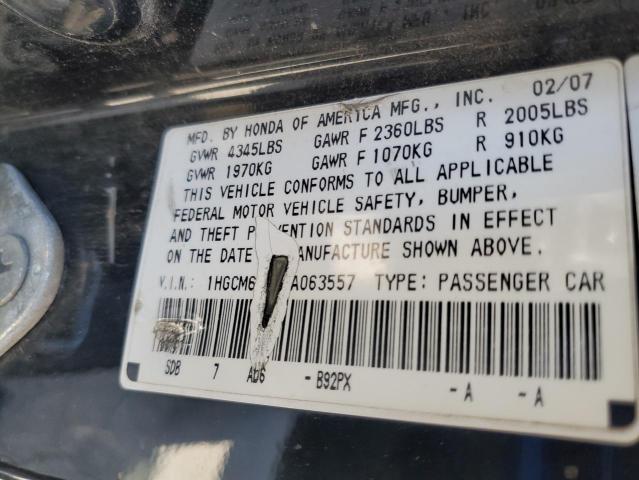 02/07
MFD. BY HONDA OF AMERICA MFG., INC.
GVWR 4345LBS GAWR F 2360LBS R 2005LBS
GVWR 1970KG GAWR F 1070KG R 910KG
THIS VEHICLE CONFORMS TO ALL APPLICABLE
FEDERAL MOTOR VEHICLE SAFETY, BUMPER,
AND THEFT P VENTION STANDARDS IN EFFECT
ON THE DATE MANUFACTURE SHOWN ABOVE.
V.I.N.: 1HGCM6 A063557 TYPE: PASSENGER CAR
SDB 7 - B92PX - A - A